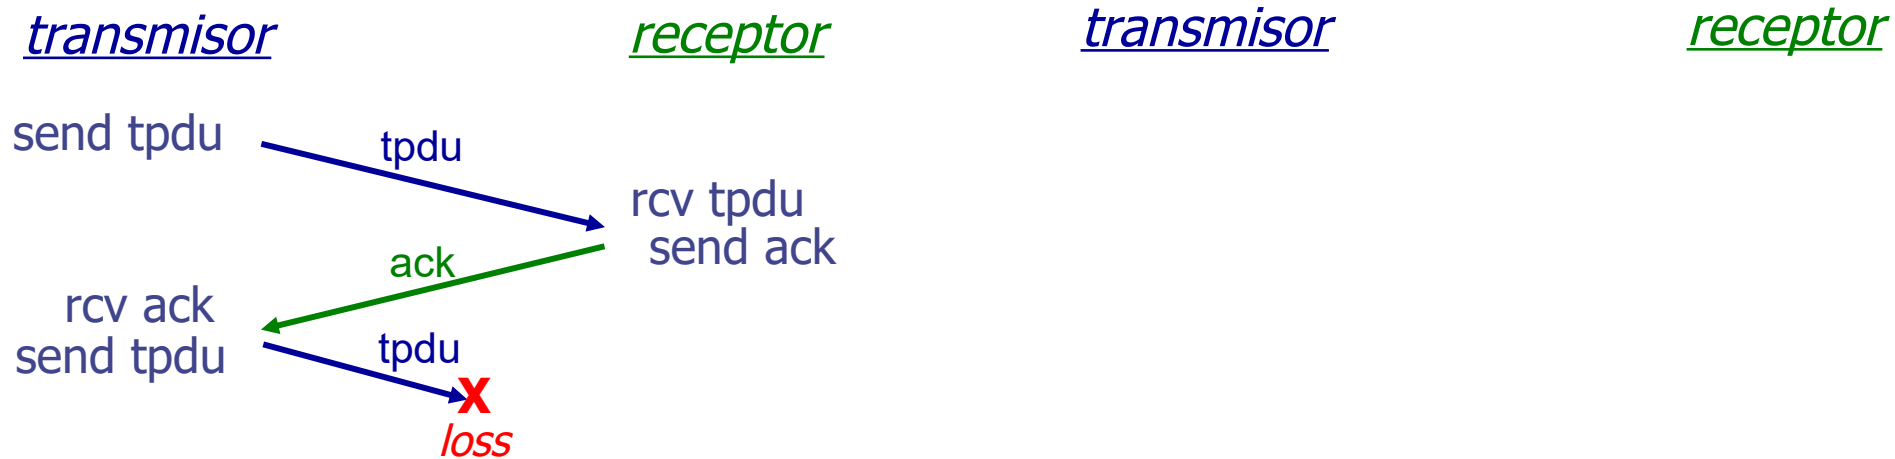 transmisor
receptor
transmisor
receptor
send tpdu
tpdu
rcv tpdu
send ack
ack
rcv ack
send tpdu
tpdu
X
loss